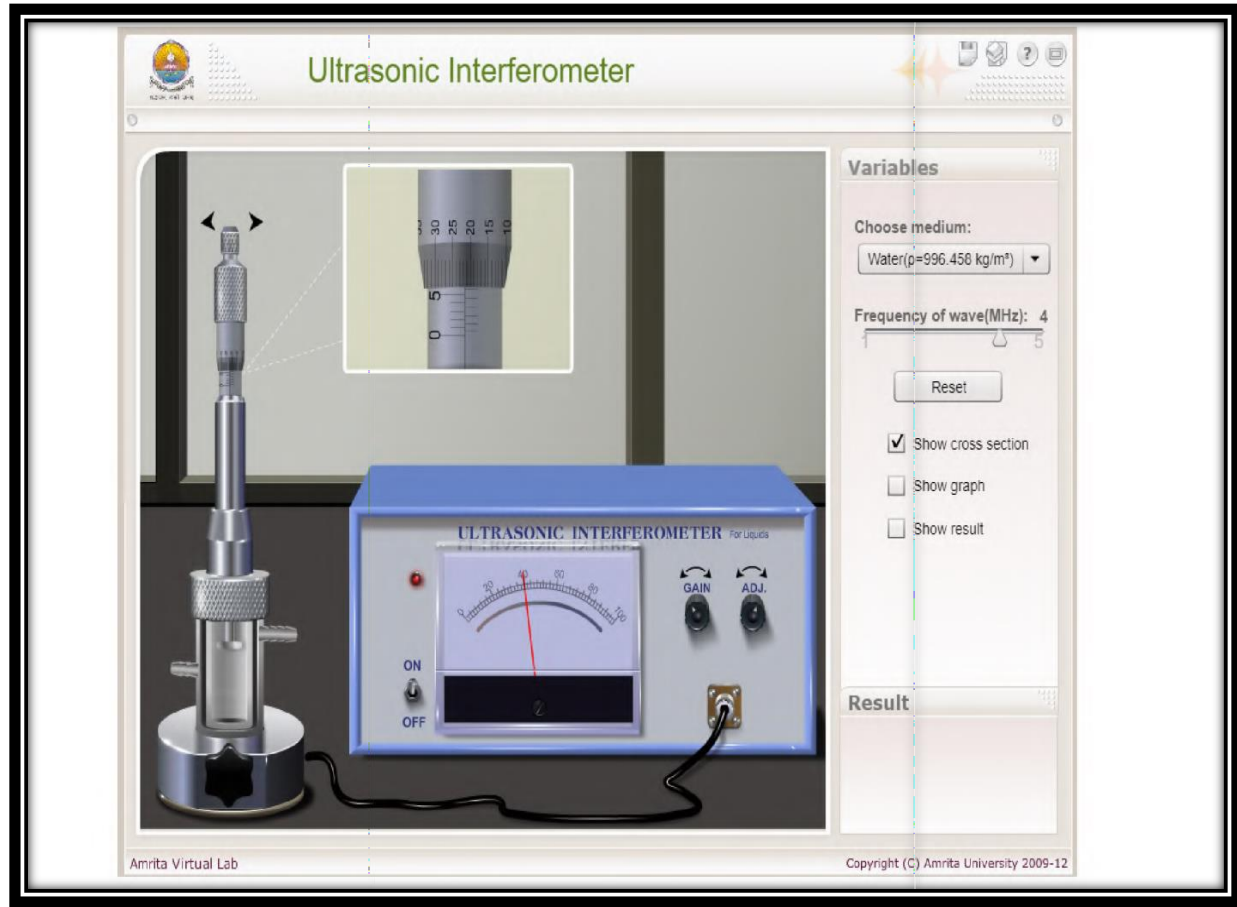 Ultrasonic Interferometer
Variables
Choose medium:
Water(ρ=996.458 kg/m³)
Frequency of wave(MHz): 4
1 5
Reset
Show cross section
Show graph
Show result
Result
30 25 20 15 10
5
0
ULTRASONIC INTERFEROMETER For Liquids
0 20 40 60 80 100
GAIN ADJ.
ON
OFF
Amrita Virtual Lab
Copyright (C) Amrita University 2009-12